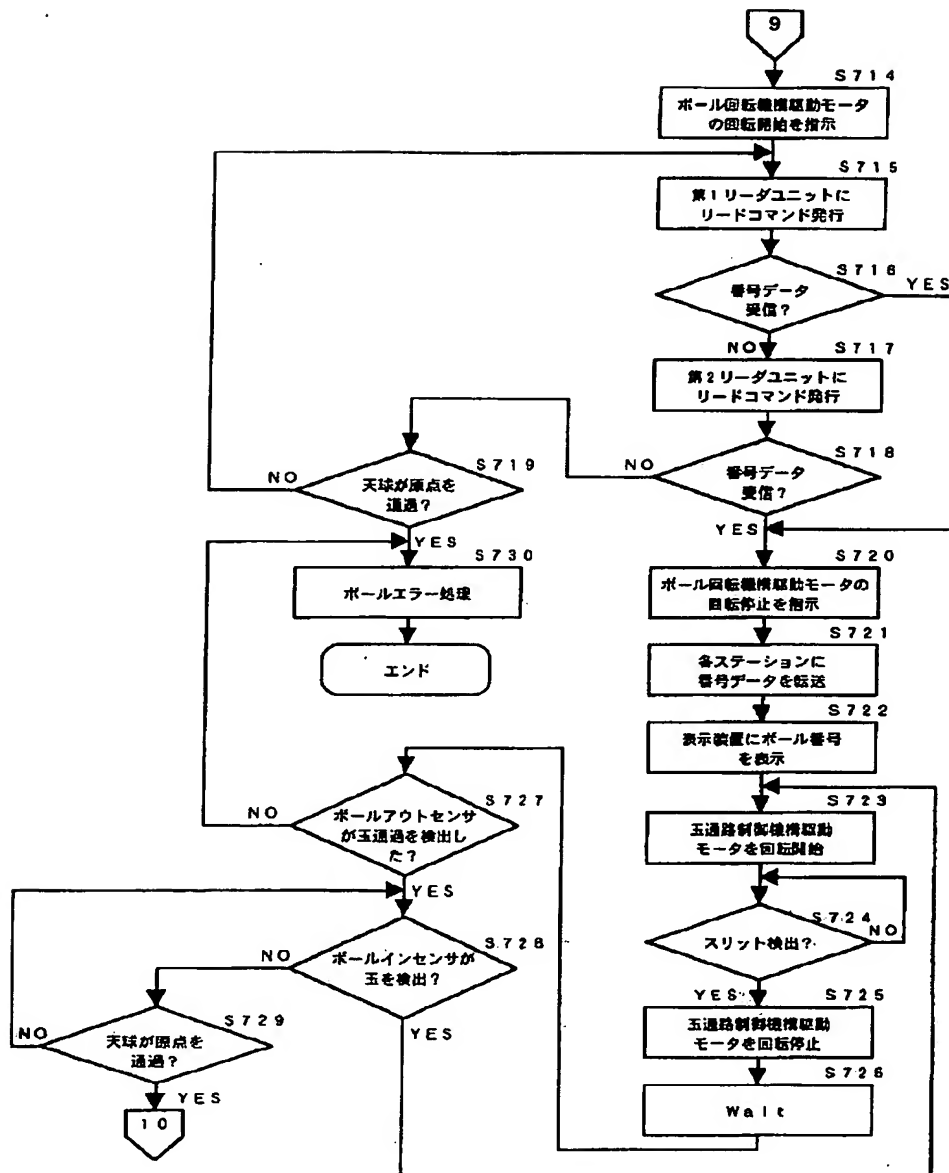 9
S714
ボール回転機構駆動モータ
の回転開始を指示
S715
第1リーダユニットに
リードコマンド発行
S716
番号データ
受信?
YES
NO
S717
第2リーダユニットに
リードコマンド発行
S718
番号データ
受信?
NO
YES
S719
天球が原点を
通過?
NO
YES
S730
ボールエラー処理
エンド
S720
ボール回転機構駆動モータの
回転停止を指示
S721
各ステーションに
番号データを転送
S722
表示装置にボール番号
を表示
S723
玉通路制御機構駆動
モータを回転開始
S724
スリット検出?
NO
YES
S725
玉通路制御機構駆動
モータを回転停止
S726
Wait
S727
ボールアウトセンサ
が玉通過を検出し
た?
NO
YES
S728
ボールインセンサが
玉を検出?
NO
YES
S729
天球が原点を
通過?
NO
YES
10